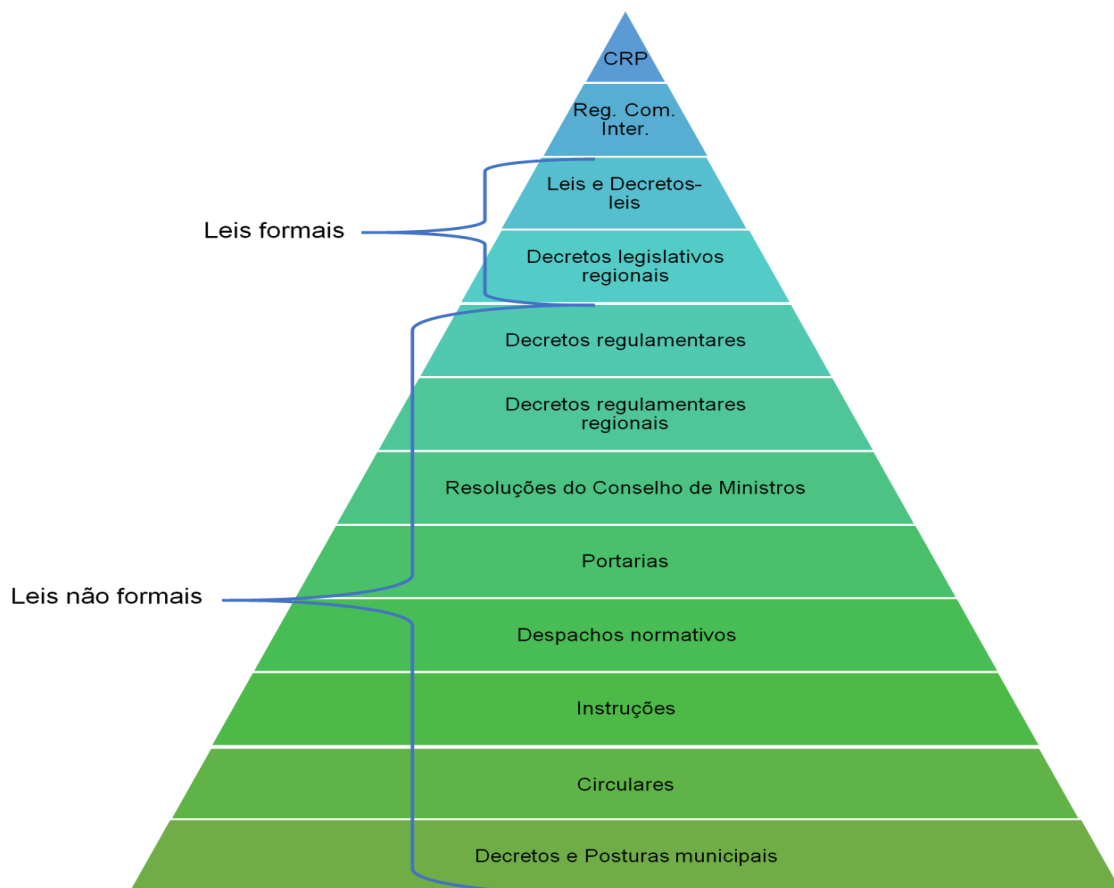 CRP
Reg. Com.
Inter.
Leis e Decretos-
leis
Leis formais
Decretos legislativos
regionais
Decretos regulamentares
Decretos regulamentares
regionais
Resoluções do Conselho de Ministros
Portarias
Leis não formais
Despachos normativos
Instruções
Circulares
Decretos e Posturas municipais